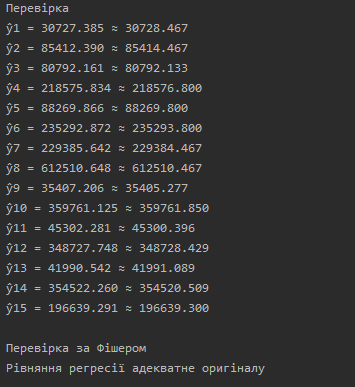 Перевірка
ŷ1 = 30727.385 ≈ 30728.467
ŷ2 = 85412.390 ≈ 85414.467
ŷ3 = 80792.161 ≈ 80792.133
ŷ4 = 218575.834 ≈ 218576.800
ŷ5 = 88269.866 ≈ 88269.800
ŷ6 = 235292.872 ≈ 235293.800
ŷ7 = 229385.642 ≈ 229384.467
ŷ8 = 612510.648 ≈ 612510.467
ŷ9 = 35407.206 ≈ 35405.277
ŷ10 = 359761.125 ≈ 359761.850
ŷ11 = 45302.281 ≈ 45300.396
ŷ12 = 348727.748 ≈ 348728.429
ŷ13 = 41990.542 ≈ 41991.089
ŷ14 = 354522.260 ≈ 354520.509
ŷ15 = 196639.291 ≈ 196639.300
Перевірка за Фішером
Рівняння регресії адекватне оригіналу